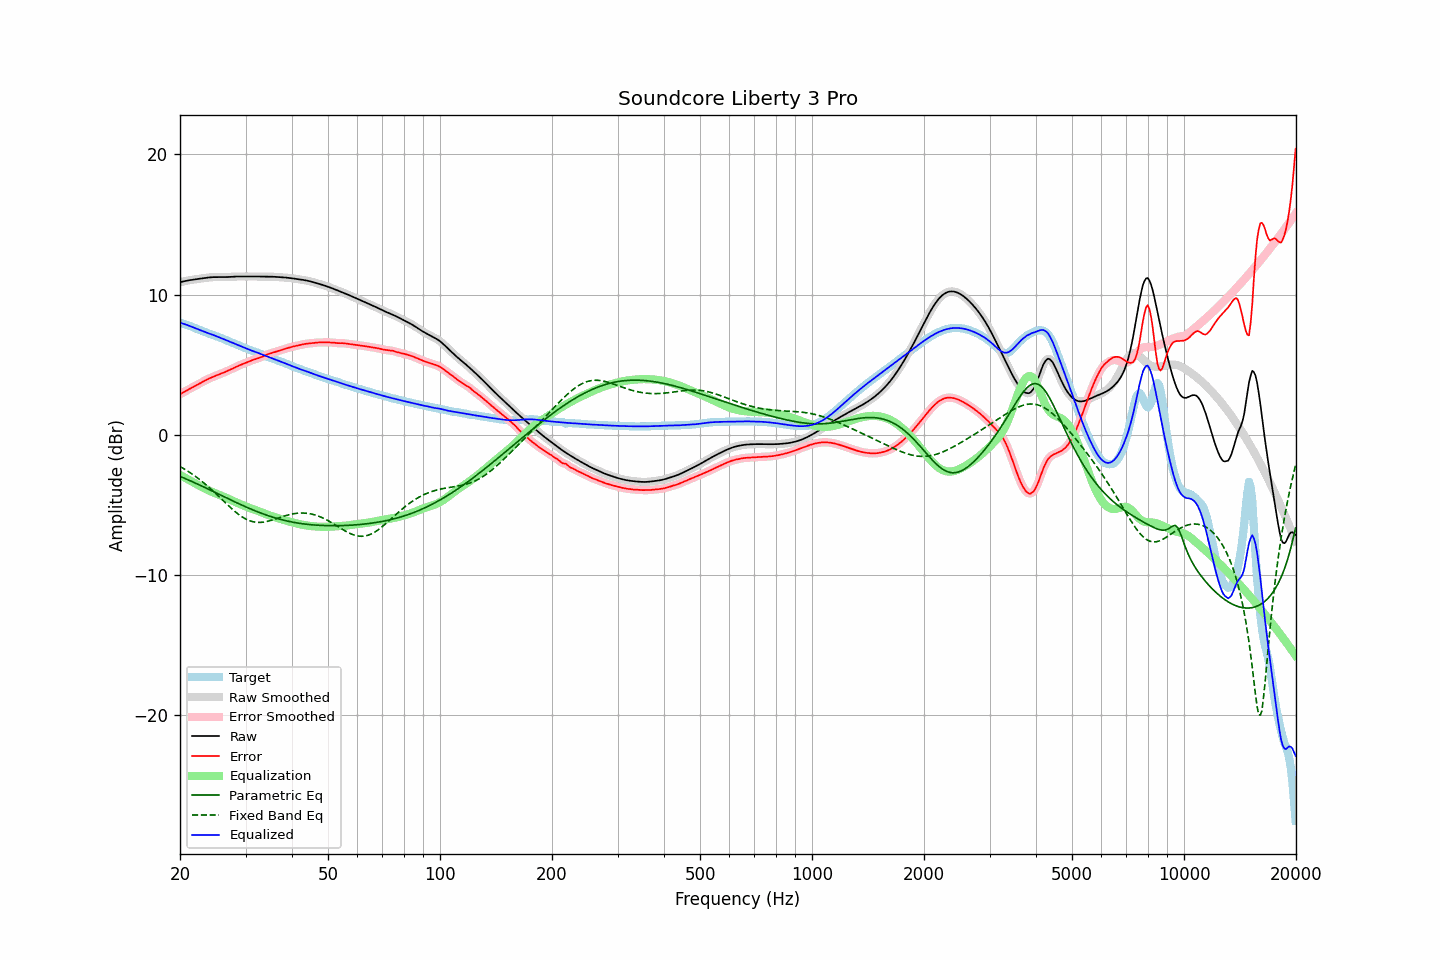 Soundcore Liberty 3 Pro
20
10
0
−10
−20
Amplitude (dBr)
Target
Raw Smoothed
Error Smoothed
Raw
Error
Equalization
Parametric Eq
Fixed Band Eq
Equalized
20 50 100 200 500 1000 2000 5000 10000 20000
Frequency (Hz)